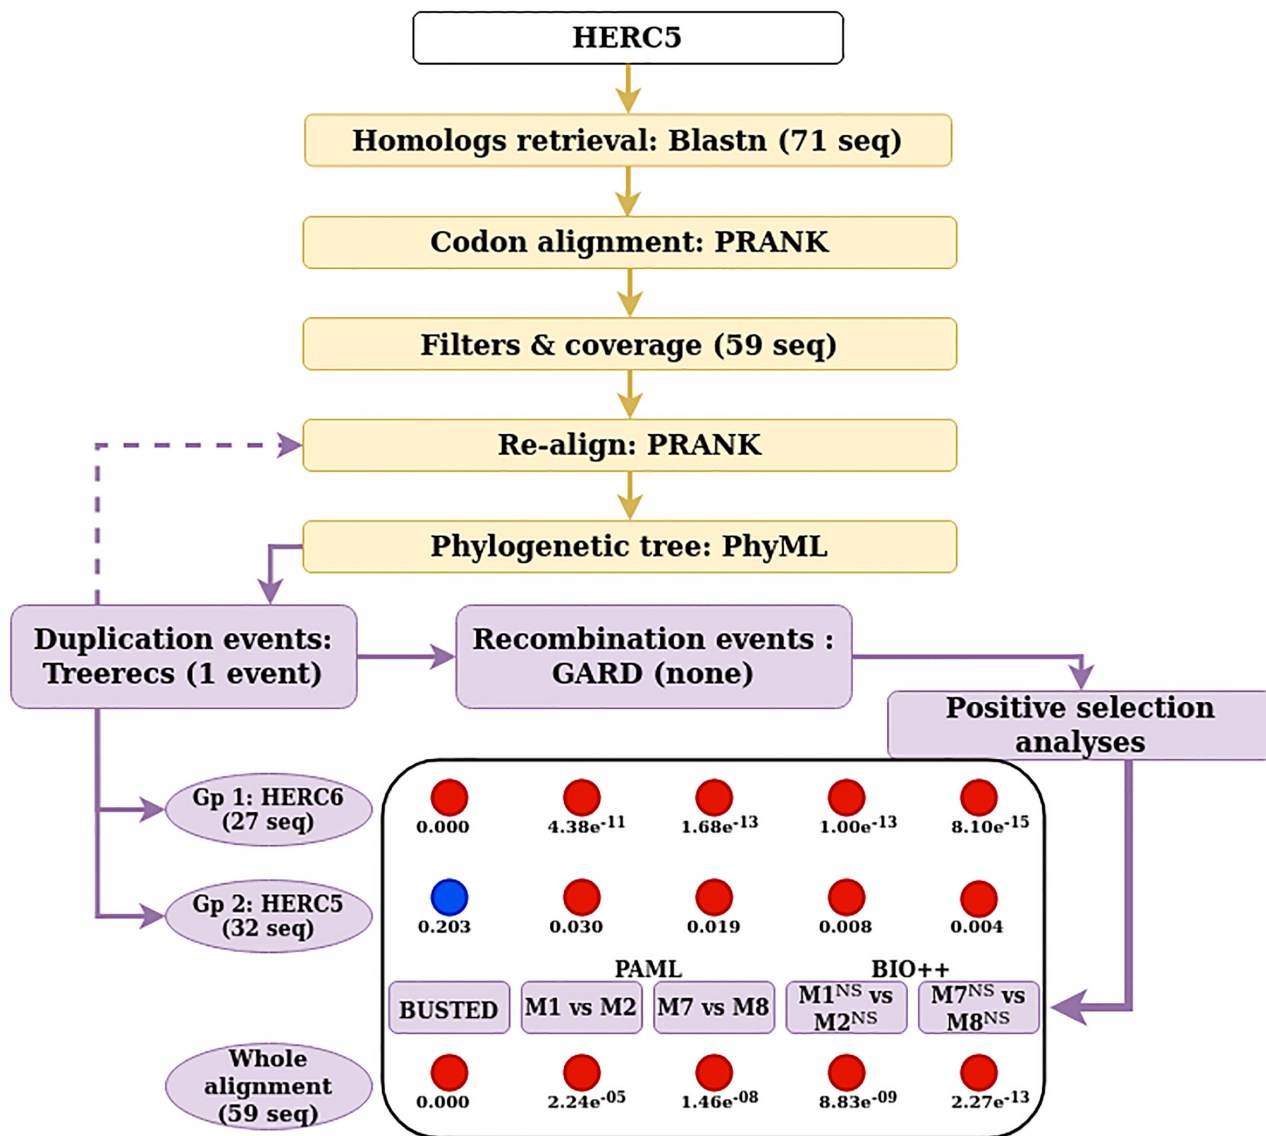 HERC5
Homologs retrieval: Blastn (71 seq)
Codon alignment: PRANK
Filters & coverage (59 seq)
Re-align: PRANK
Phylogenetic tree: PhyML
Duplication events:
Treerecs (1 event)
Recombination events :
GARD (none)
Positive selection
analyses
Gp 1: HERC6
(27 seq)
0.000 4.38e-11 1.68e-13 1.00e-13 8.10e-15
Gp 2: HERC5
(32 seq)
0.203 0.030 0.019 0.008 0.004
PAML BIO++
BUSTED
M1 vs M2
M7 vs M8
M1NS vs
M2NS
M7NS vs
M8NS
Whole
alignment
(59 seq)
0.000 2.24e-05 1.46e-08 8.83e-09 2.27e-13